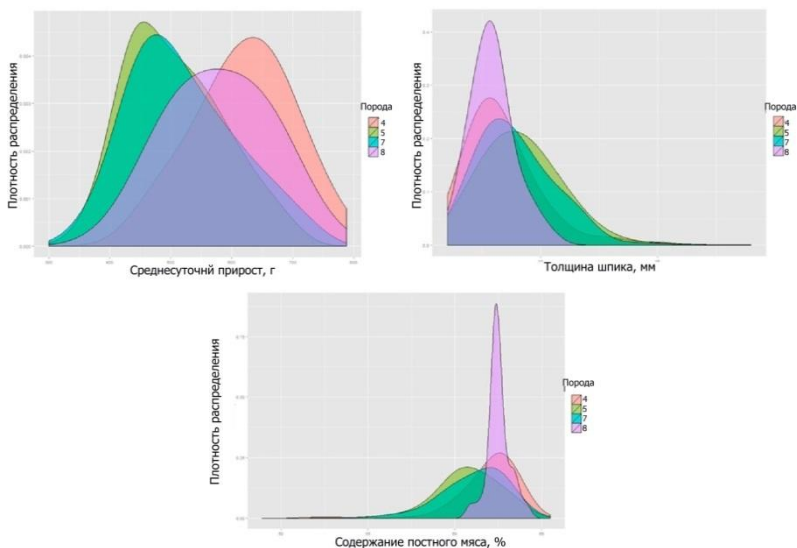 Плотность распределения
Среднесуточнй прирост, г
Порода
4
5
7
8
Плотность распределения
Толщина шпика, мм
Порода
4
5
7
8
Плотность распределения
Содержание постного мяса, %
Порода
4
5
7
8